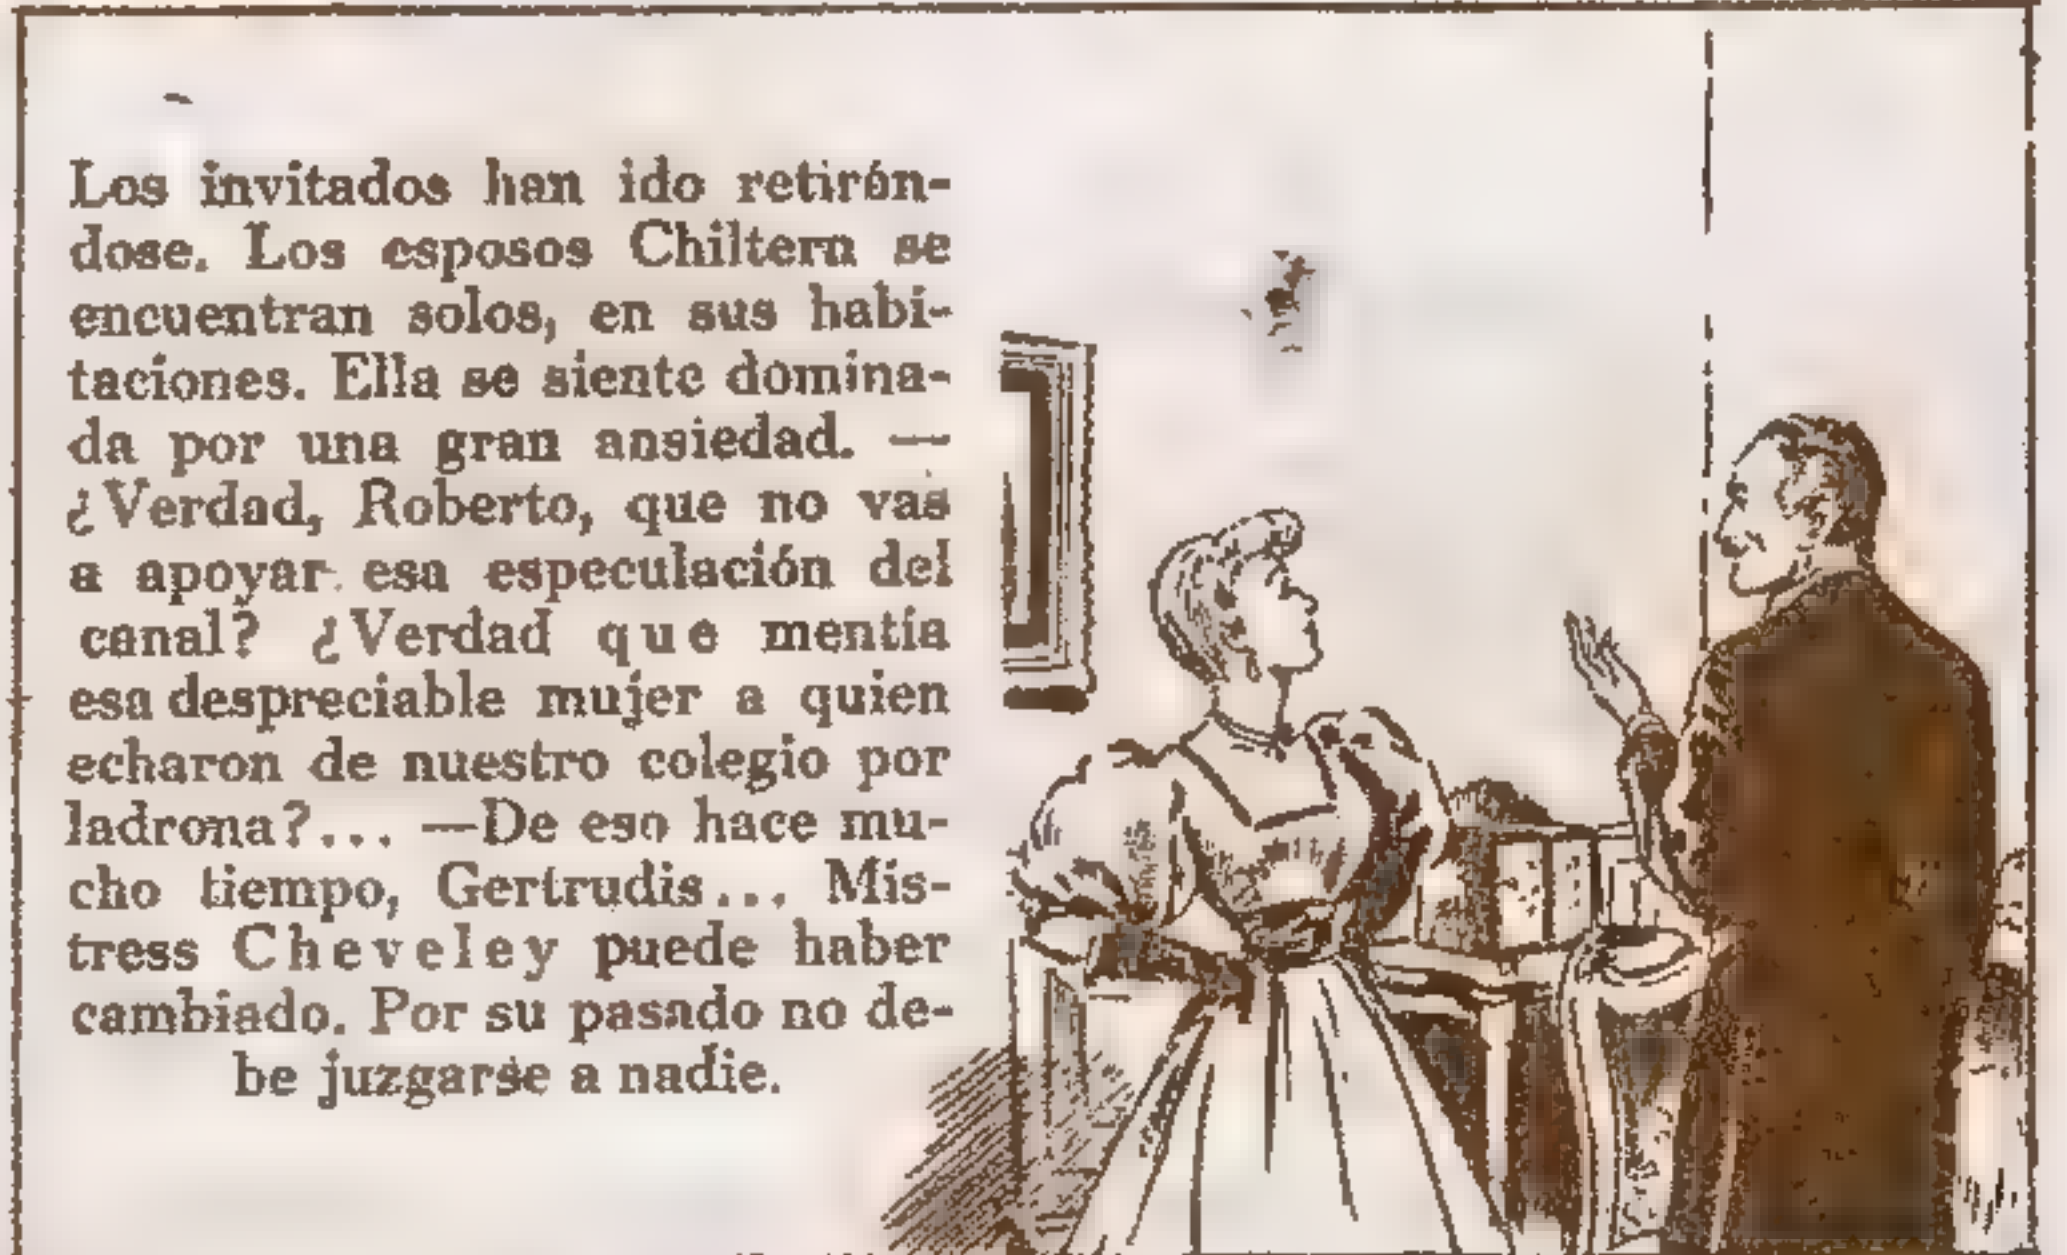 Los invitados han ido retirán-
dose. Los esposos Chiltern se
encuentran solos, en sus habi-
taciones. Ella se siente domina-
da por una gran ansiedad. —
¿Verdad, Roberto, que no vas
a apoyar esa especulación del
canal? ¿Verdad que mentía
esa despreciable mujer a quien
echaron de nuestro colegio por
ladrona?... —De eso hace mu-
cho tiempo, Gertrudis... Mis-
tress Cheveley puede haber
cambiado. Por su pasado no de-
be juzgarse a nadie.